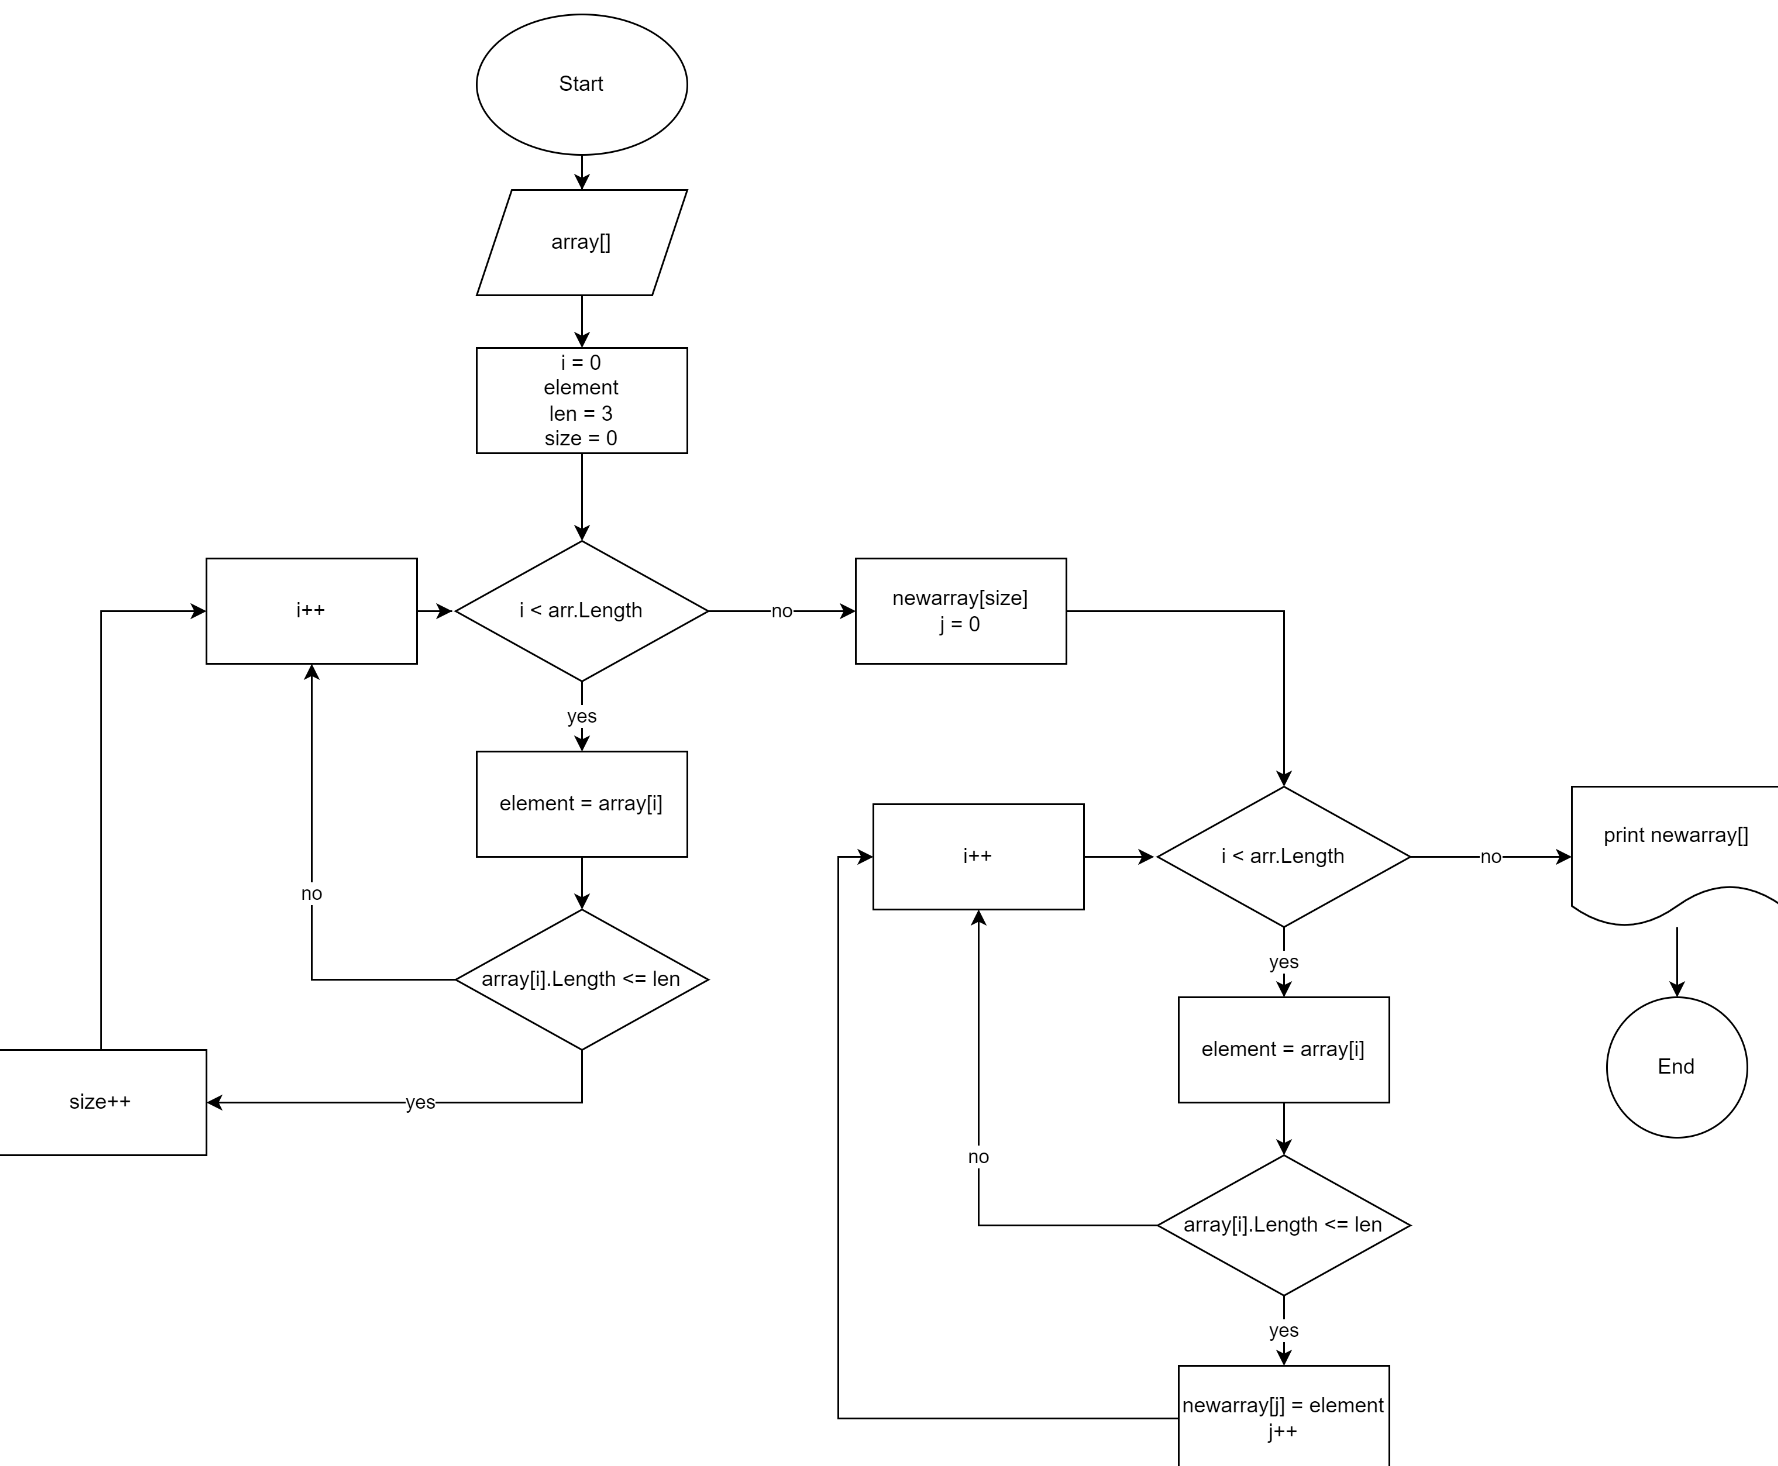 Start
array[]
i = 0
element
len = 3
size = 0
i++
i < arr.Length
no
newarray[size]
j = 0
yes
element = array[i]
no
array[i].Length <= len
size++
yes
i++
i < arr.Length
no
print newarray[]
yes
element = array[i]
End
no
array[i].Length <= len
yes
newarray[j] = element
j++